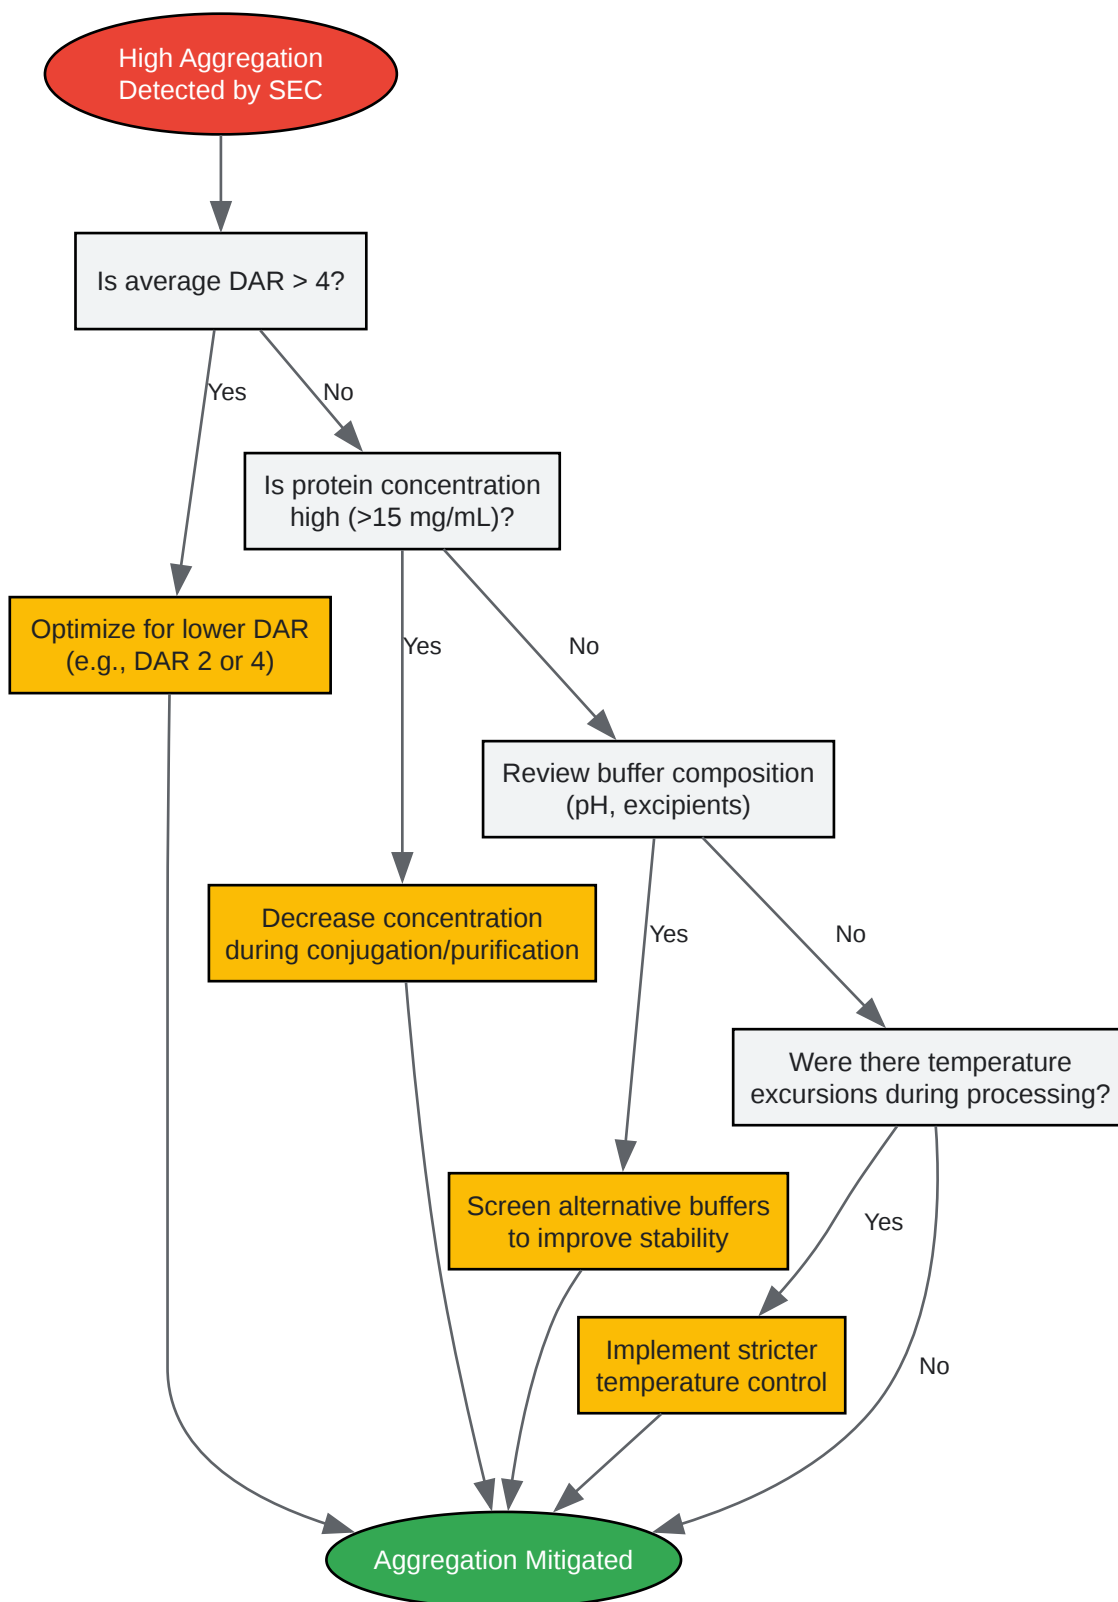 High Aggregation
Detected by SEC
Is average DAR > 4?
Yes
No
Is protein concentration
high (>15 mg/mL)?
Optimize for lower DAR
(e.g., DAR 2 or 4)
Yes
No
Review buffer composition
(pH, excipients)
Decrease concentration
during conjugation/purification
Yes
No
Were there temperature
excursions during processing?
Screen alternative buffers
to improve stability
Yes
Implement stricter
temperature control
No
Aggregation Mitigated